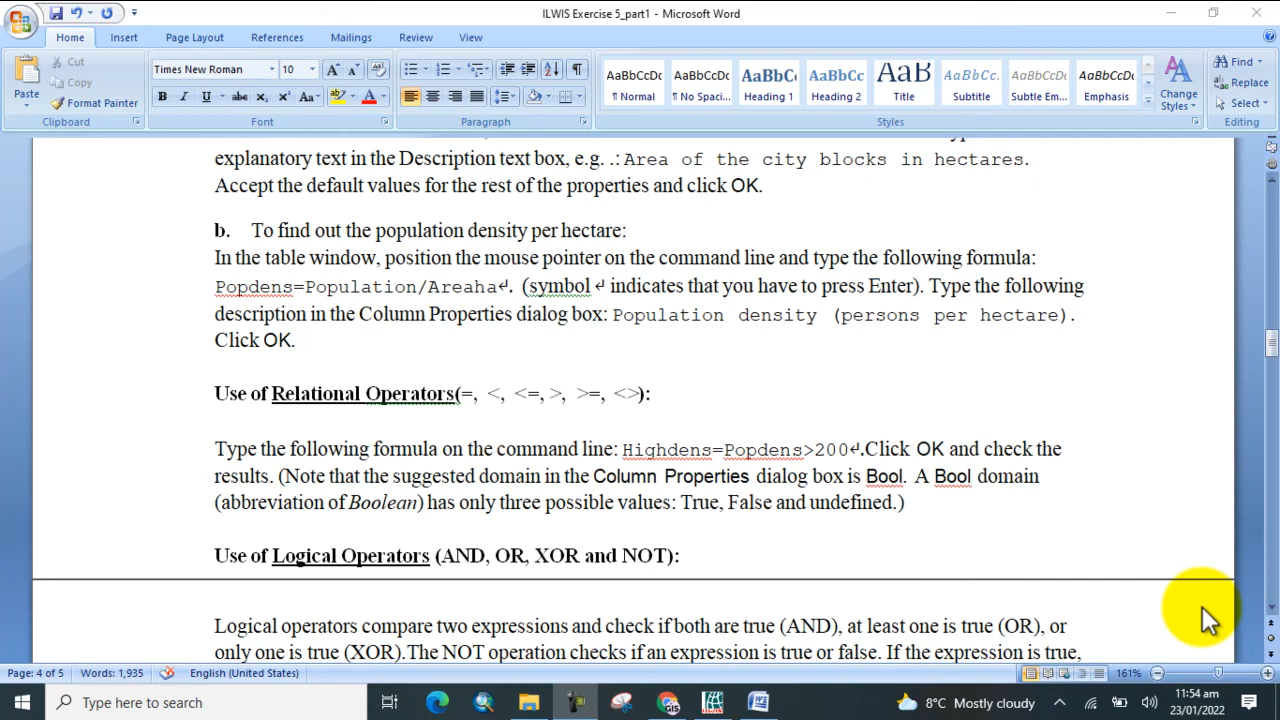 ILWIS Exercise 5_part1 - Microsoft Word
Home Insert Page Layout References Mailings Review View
Paste Cut Copy Format Painter
Times New Roman 10
AaBbCcDc AaBbCcDc AaBbCc AaBbCc AaB AaBbCc. AaBbCcDc AaBbCcDc
¶ Normal ¶ No Spaci... Heading 1 Heading 2 Title Subtitle Subtle Em... Emphasis
Change Styles
Find
Replace
Select
Clipboard Font Paragraph Styles Editing
explanatory text in the Description text box, e.g. .: Area of the city blocks in hectares.
Accept the default values for the rest of the properties and click OK.
b. To find out the population density per hectare:
In the table window, position the mouse pointer on the command line and type the following formula:
Popdens=Population/Areaha↵. (symbol ↵ indicates that you have to press Enter). Type the following
description in the Column Properties dialog box: Population density (persons per hectare).
Click OK.
Use of Relational Operators(=, <, <=, >, >=, <>):
Type the following formula on the command line: Highdens=Popdens>200↵.Click OK and check the
results. (Note that the suggested domain in the Column Properties dialog box is Bool. A Bool domain
(abbreviation of Boolean) has only three possible values: True, False and undefined.)
Use of Logical Operators (AND, OR, XOR and NOT):
Logical operators compare two expressions and check if both are true (AND), at least one is true (OR), or
only one is true (XOR).The NOT operation checks if an expression is true or false. If the expression is true,
Page: 4 of 5 Words: 1,935 English (United States) 161%
Type here to search 8°C Mostly cloudy 11:54 am
23/01/2022